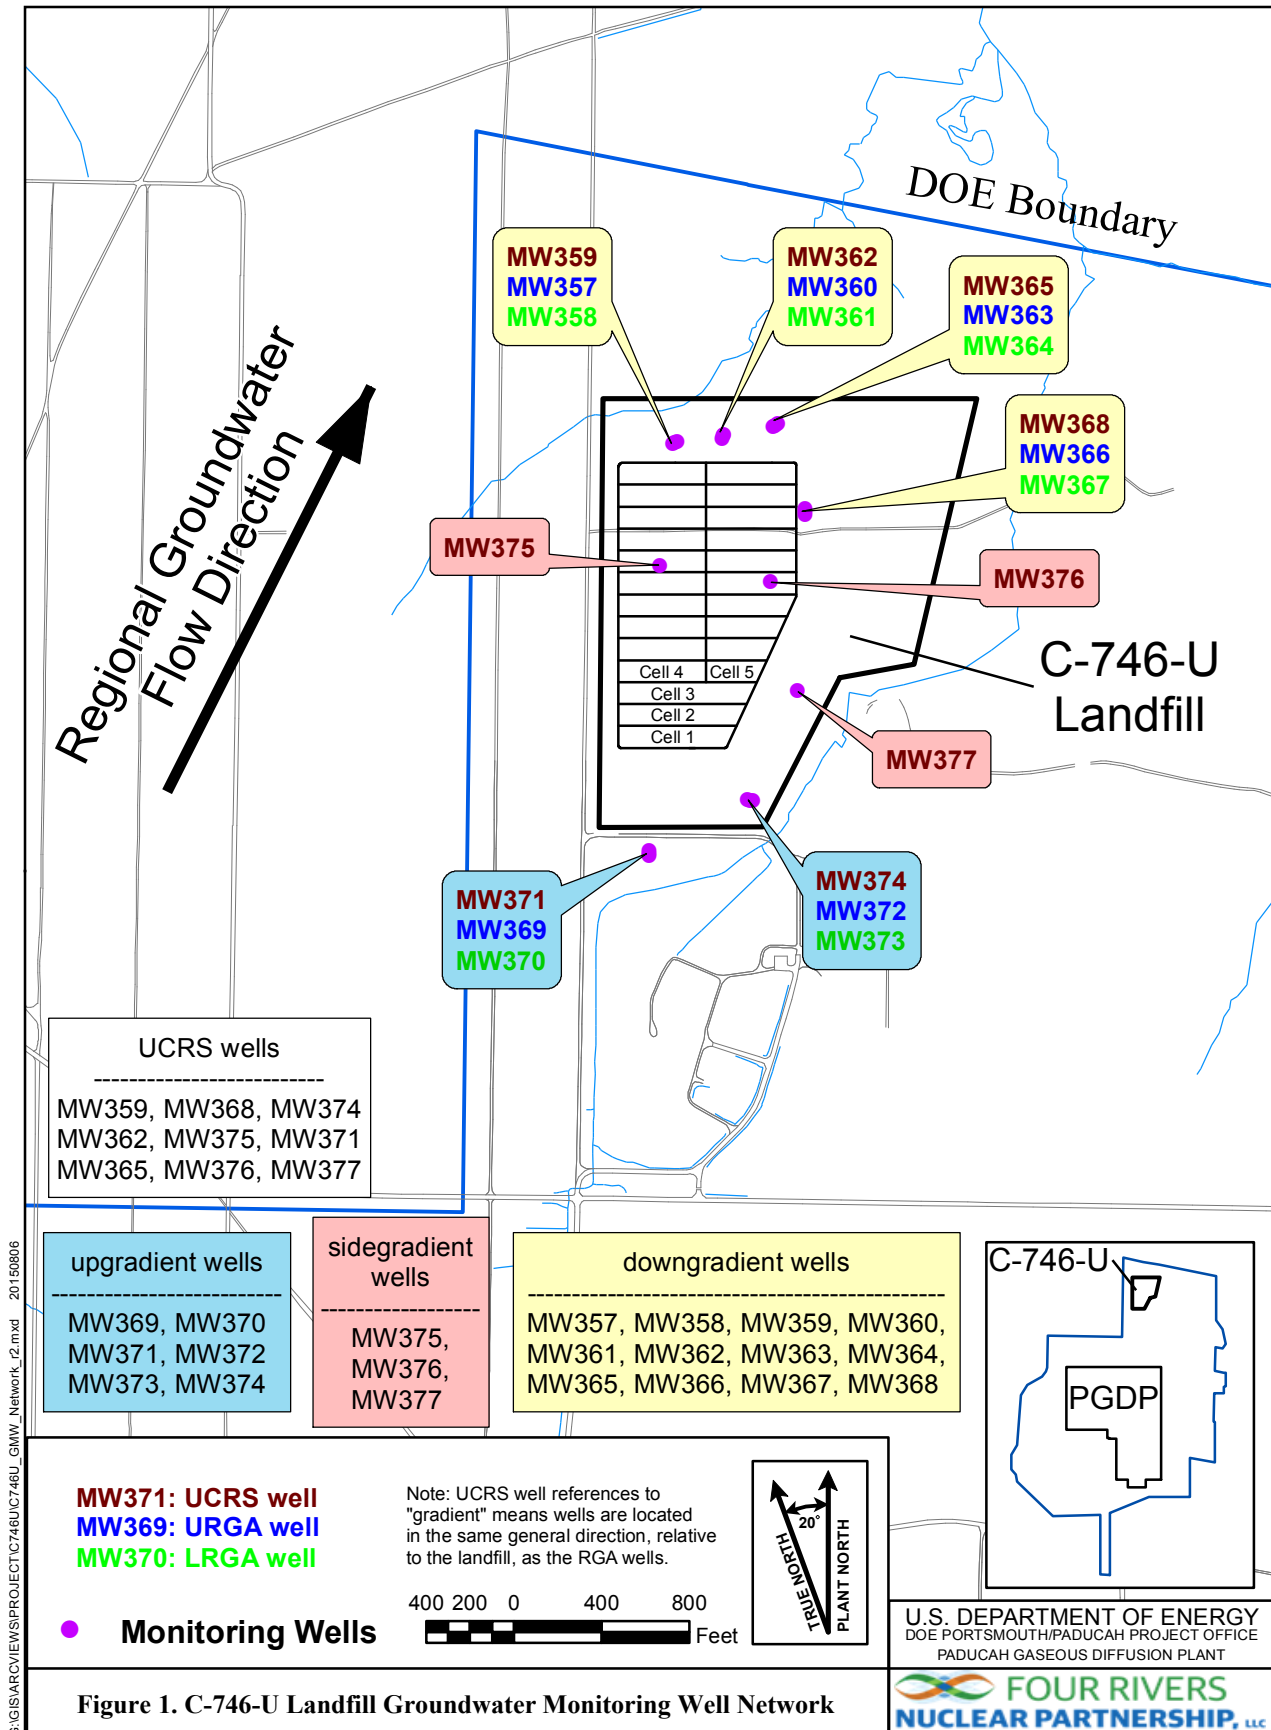 DOE Boundary
MW359
MW357
MW358
MW362
MW360
MW361
MW365
MW363
MW364
MW368
MW366
MW367
Regional Groundwater
Flow Direction
MW375
MW376
C-746-U
Landfill
Cell 4
Cell 5
Cell 3
Cell 2
Cell 1
MW377
MW371
MW369
MW370
MW374
MW372
MW373
UCRS wells
---------------------------
MW359, MW368, MW374
MW362, MW375, MW371
MW365, MW376, MW377
upgradient wells
---------------------------
MW369, MW370
MW371, MW372
MW373, MW374
sidegradient
wells
-------------------
MW375,
MW376,
MW377
downgradient wells
-------------------------------------------------
MW357, MW358, MW359, MW360,
MW361, MW362, MW363, MW364,
MW365, MW366, MW367, MW368
C-746-U
PGDP
MW371: UCRS well
MW369: URGA well
MW370: LRGA well
Monitoring Wells
Note: UCRS well references to
"gradient" means wells are located
in the same general direction, relative
to the landfill, as the RGA wells.
400 200 0 400 800
Feet
20°
TRUE NORTH
PLANT NORTH
U.S. DEPARTMENT OF ENERGY
DOE PORTSMOUTH/PADUCAH PROJECT OFFICE
PADUCAH GASEOUS DIFFUSION PLANT
FOUR RIVERS
NUCLEAR PARTNERSHIP, LLC
Figure 1. C-746-U Landfill Groundwater Monitoring Well Network
:\GIS\ARCVIEWS\PROJECT\C746U\C746U_GMW_Network_r2.mxd 20150806